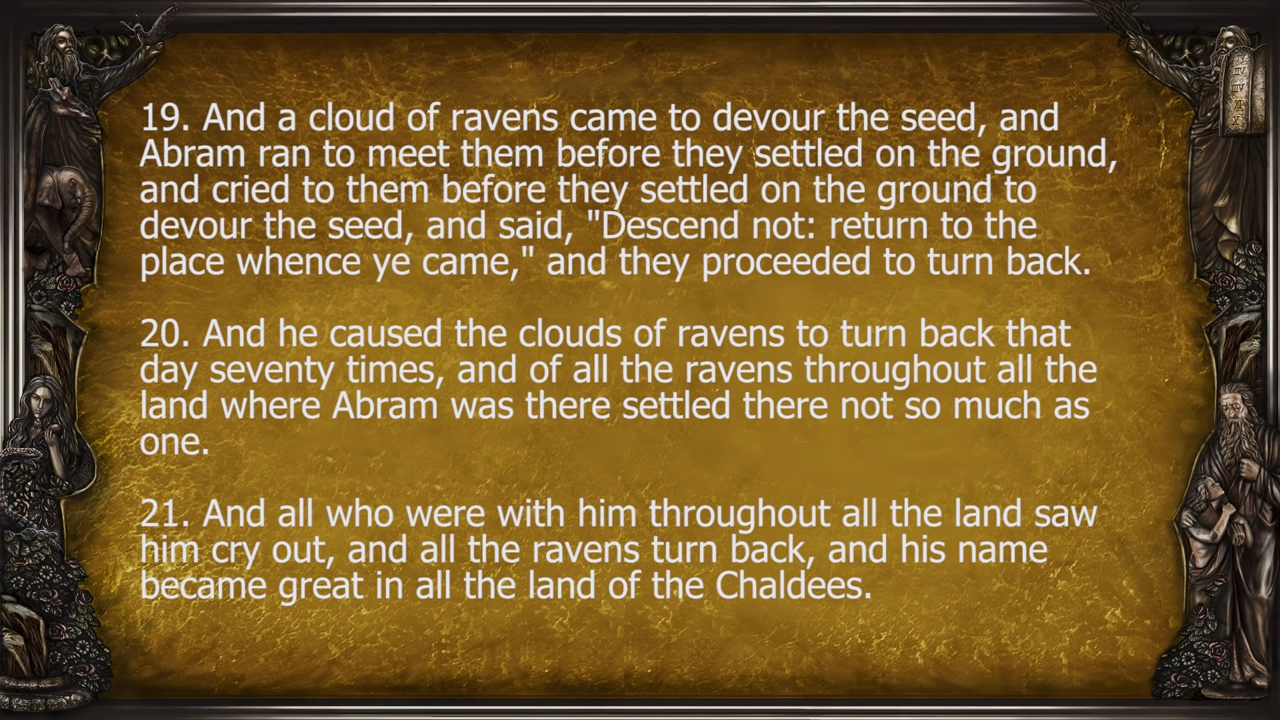 19. And a cloud of ravens came to devour the seed, and
Abram ran to meet them before they settled on the ground,
and cried to them before they settled on the ground to
devour the seed, and said, "Descend not: return to the
place whence ye came," and they proceeded to turn back.
20. And he caused the clouds of ravens to turn back that
day seventy times, and of all the ravens throughout all the
land where Abram was there settled there not so much as
one.
21. And all who were with him throughout all the land saw
him cry out, and all the ravens turn back, and his name
became great in all the land of the Chaldees.